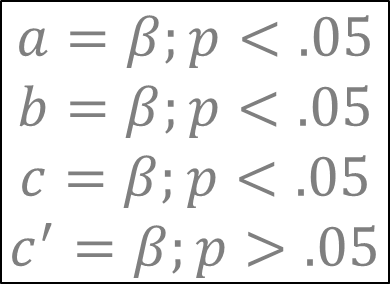 a = β; p < .05
b = β; p < .05
c = β; p < .05
c′ = β; p > .05